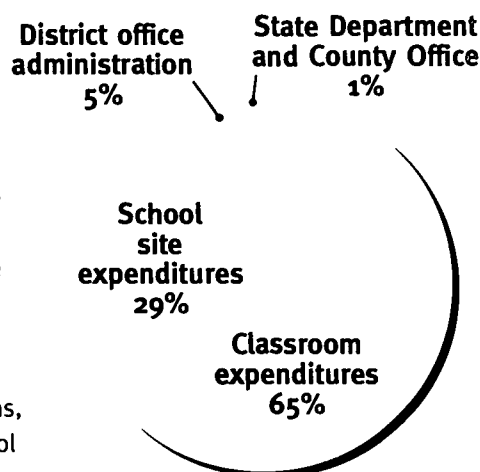 District office
administration
5%
State Department
and County Office
1%
School
site
expenditures
29%
Classroom
expenditures
65%